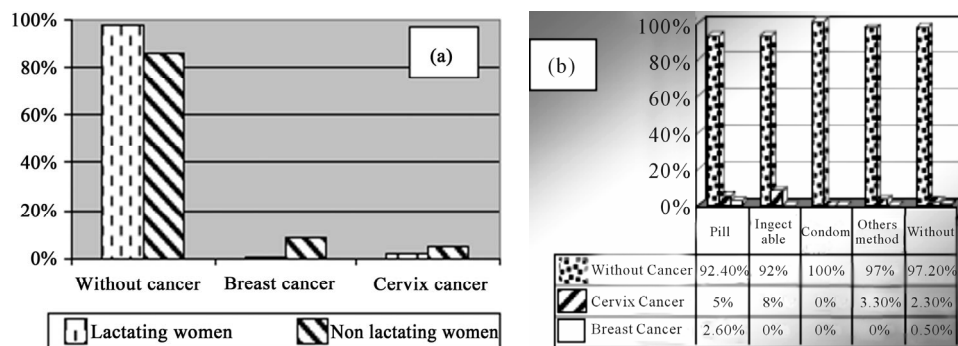 100%
80%
60%
40%
20%
0%
(a)
Without cancer Breast cancer Cervix cancer
Lactating women Non lactating women
(b)
100%
80%
60%
40%
20%
0%
Pill Ingect Condom Others Without
able method
Without Cancer 92.40% 92% 100% 97% 97.20%
Cervix Cancer 5% 8% 0% 3.30% 2.30%
Breast Cancer 2.60% 0% 0% 0% 0.50%